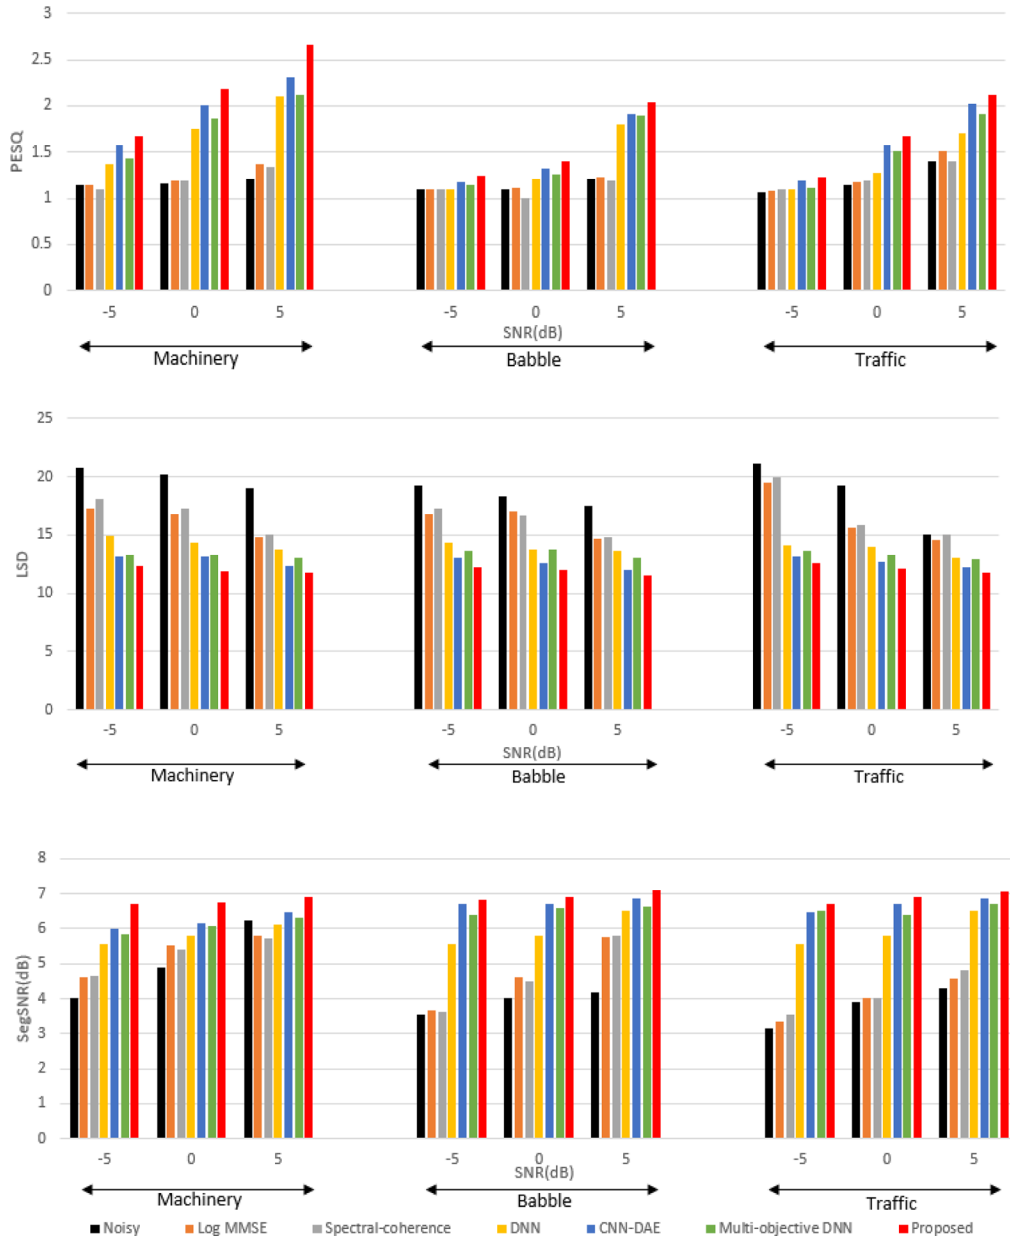 3
2.5
2
1.5
1
0.5
0
PESQ
-5 0 5 -5 0 5 -5 0 5
SNR(dB)
Machinery Babble Traffic
25
20
15
10
5
0
LSD
-5 0 5 -5 0 5 -5 0 5
SNR(dB)
Machinery Babble Traffic
8
7
6
5
4
3
2
1
0
SegSNR(dB)
-5 0 5 -5 0 5 -5 0 5
SNR(dB)
Machinery Babble Traffic
Noisy Log MMSE Spectral-coherence DNN CNN-DAE Multi-objective DNN Proposed